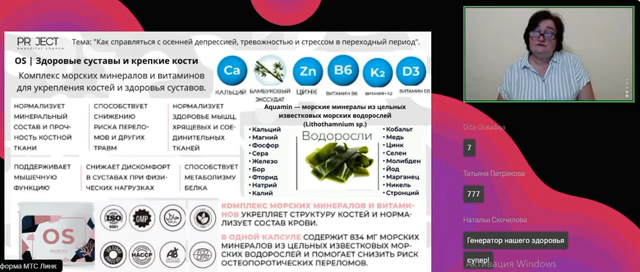 PR JECT
Beautiful chance
Тема: "Как справляться с осенней депрессией, тревожностью и стрессом в переходный период".
OS | Здоровые суставы и крепкие кости
Комплекс морских минералов и витаминов
для укрепления костей и здоровья суставов.
Ca
Zn
B6
K2
D3
КАЛЬЦИЙ
БАМБУКОВЫЙ
ЭКССУДАТ
ЦИНК
ВИТАМИН B6
ВИТАМИН K2
ВИТАМИН D3
НОРМАЛИЗУЕТ
МИНЕРАЛЬНЫЙ
СОСТАВ И ПРОЧ-
НОСТЬ КОСТНОЙ
ТКАНИ
СПОСОБСТВУЕТ
СНИЖЕНИЮ
РИСКА ПЕРЕЛО-
МОВ И ДРУГИХ
ТРАВМ
НОРМАЛИЗУЕТ
ЗДОРОВЬЕ МЫШЦ,
ХРЯЩЕВЫХ И СОЕ-
ДИНИТЕЛЬНЫХ
ТКАНЕЙ
ПОДДЕРЖИВАЕТ
МЫШЕЧНУЮ
ФУНКЦИЮ
СНИЖАЕТ ДИСКОМФОРТ
В СУСТАВАХ ПРИ ФИЗИ-
ЧЕСКИХ НАГРУЗКАХ
СПОСОБСТВУЕТ
МЕТАБОЛИЗМУ
БЕЛКА
Aquamin — морские минералы из цельных
известковых морских водорослей
(Lithothamnium sp.)
Водоросли
• Кальций
• Магний
• Фосфор
• Сера
• Железо
• Бор
• Фторид
• Натрий
• Калий
• Кобальт
• Медь
• Цинк
• Селен
• Молибден
• Йод
• Марганец
• Никель
• Стронций
OS
ISO
GMP
HACCP
КОМПЛЕКС МОРСКИХ МИНЕРАЛОВ И ВИТАМИ-
НОВ УКРЕПЛЯЕТ СТРУКТУРУ КОСТЕЙ И НОРМА-
ЛИЗУЕТ СОСТАВ КРОВИ.
В ОДНОЙ КАПСУЛЕ СОДЕРЖИТ 834 МГ МОРСКИХ
МИНЕРАЛОВ ИЗ ЦЕЛЬНЫХ ИЗВЕСТКОВЫХ МОР-
СКИХ ВОДОРОСЛЕЙ И ПОМОГАЕТ СНИЗИТЬ РИСК
ОСТЕОПОРОТИЧЕСКИХ ПЕРЕЛОМОВ.
форма МТС Линк
7
Татьяна Патракова
777
Наталья Скочилова
Генератор нашего здоровья
супер!
Активация Windows